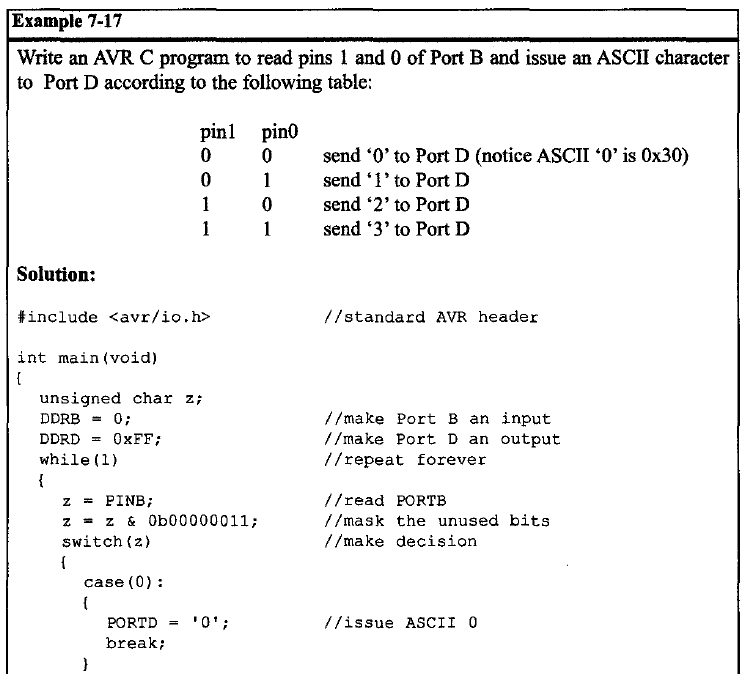 Example 7-17
Write an AVR C program to read pins 1 and 0 of Port B and issue an ASCII character
to Port D according to the following table:
pin1 pin0
0 0 send ‘0’ to Port D (notice ASCII ‘0’ is 0x30)
0 1 send ‘1’ to Port D
1 0 send ‘2’ to Port D
1 1 send ‘3’ to Port D
Solution:
#include <avr/io.h> //standard AVR header
int main(void)
{
unsigned char z;
DDRB = 0; //make Port B an input
DDRD = 0xFF; //make Port D an output
while(1) //repeat forever
{
z = PINB; //read PORTB
z = z & 0b00000011; //mask the unused bits
switch(z) //make decision
{
case(0):
{
PORTD = '0'; //issue ASCII 0
break;
}